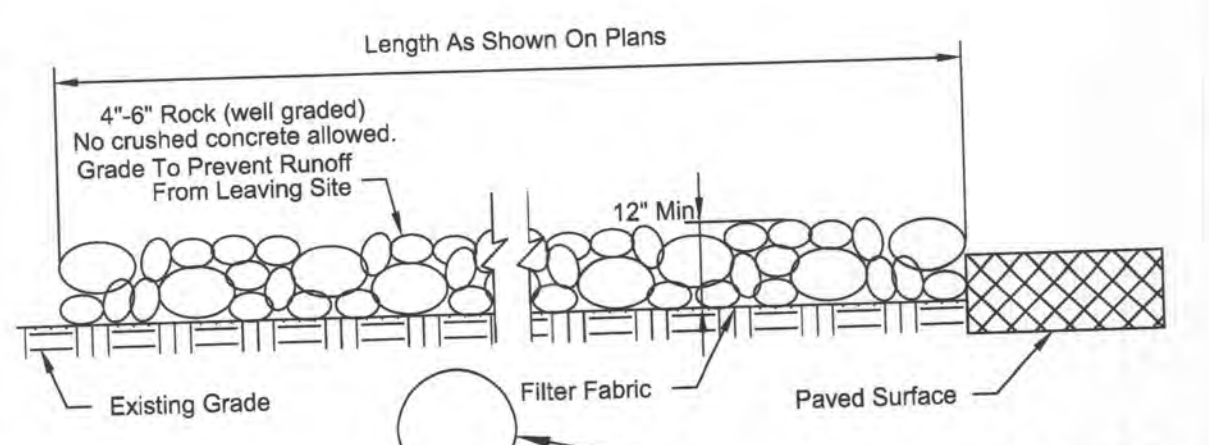 Length As Shown On Plans
4"-6" Rock (well graded)
No crushed concrete allowed.
Grade To Prevent Runoff
From Leaving Site
12" Min
Existing Grade
Filter Fabric
Paved Surface